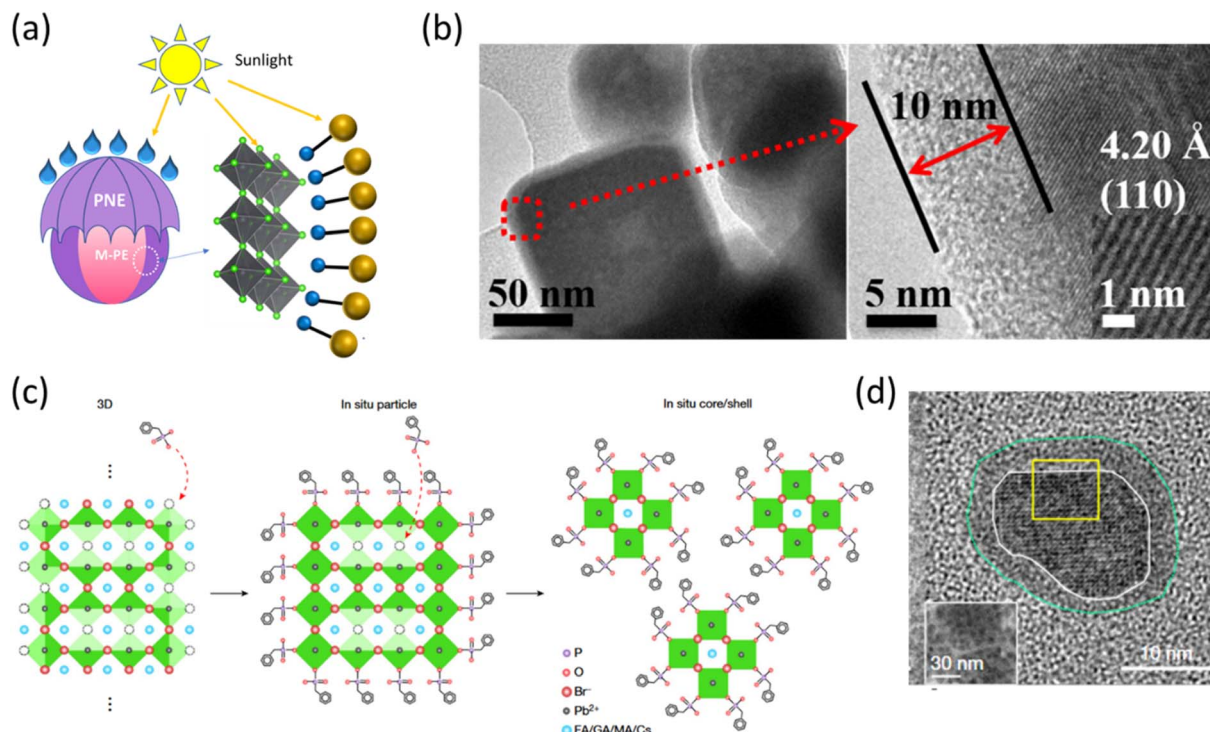 (a)
Sunlight
PNE
M-PE
(b)
50 nm
10 nm
4.20 Å
(110)
5 nm
1 nm
(c)
3D
In situ particle
In situ core/shell
P
O
Br⁻
Pb²⁺
FA/GA/MA/Cs
(d)
30 nm
10 nm